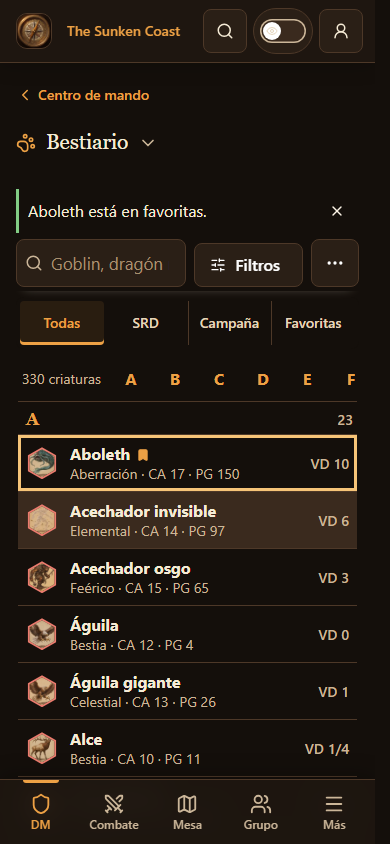 The Sunken Coast
Centro de mando
Bestiario
Aboleth está en favoritas.
Goblin, dragón
Filtros
Todas
SRD
Campaña
Favoritas
330 criaturas A B C D E F
A 23
Aboleth
Aberración · CA 17 · PG 150
VD 10
Acechador invisible
Elemental · CA 14 · PG 97
VD 6
Acechador osgo
Feérico · CA 15 · PG 65
VD 3
Águila
Bestia · CA 12 · PG 4
VD 0
Águila gigante
Celestial · CA 13 · PG 26
VD 1
Alce
Bestia · CA 10 · PG 11
VD 1/4
DM
Combate
Mesa
Grupo
Más